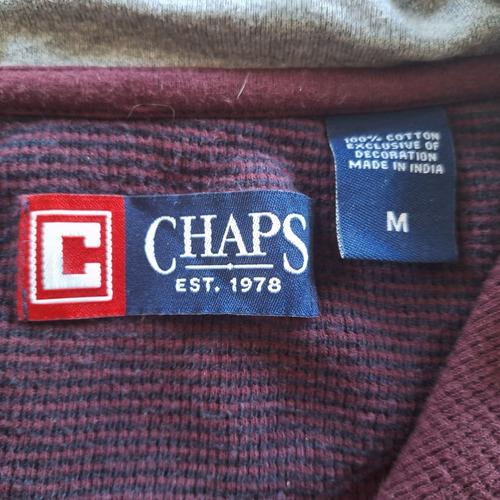 C
CHAPS
EST. 1978
100% COTTON
EXCLUSIVE OF
DECORATION
MADE IN INDIA
M